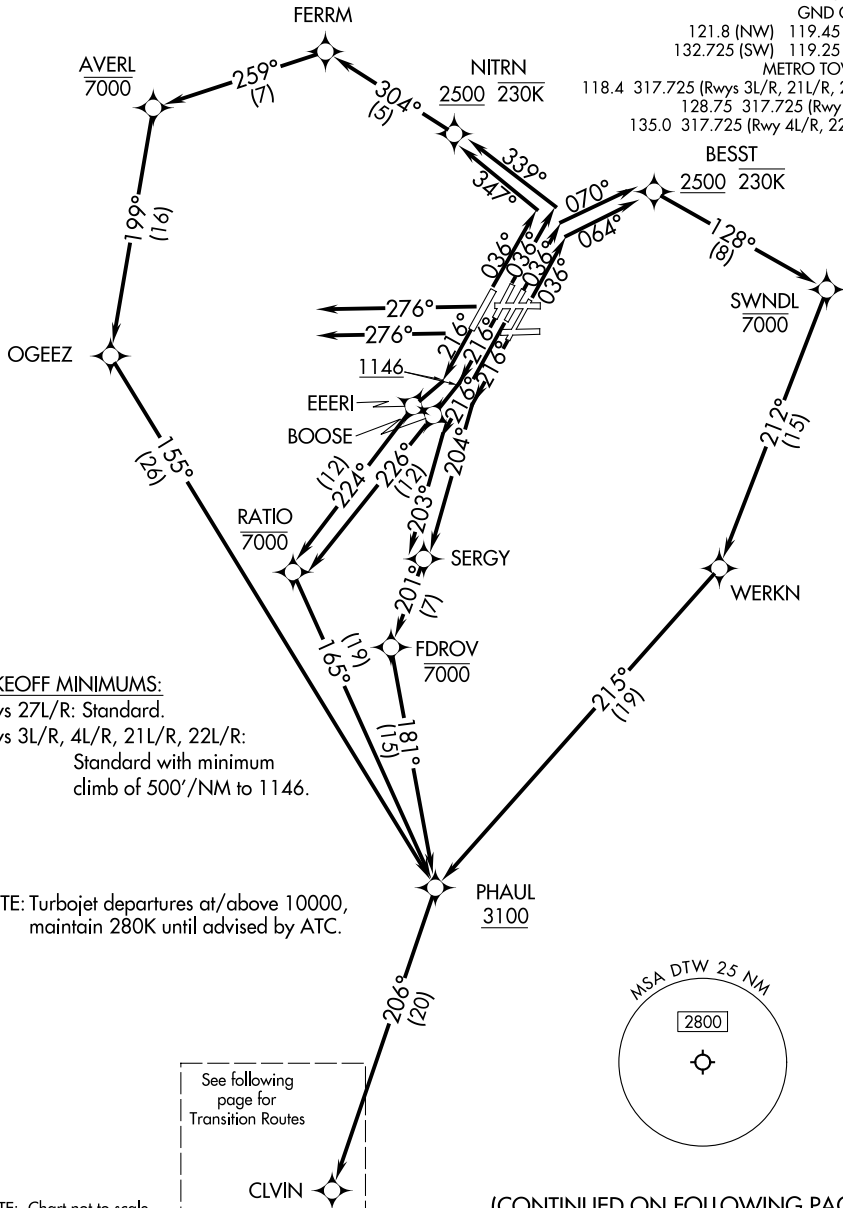 FERRM
GND C
121.8 (NW) 119.45
132.725 (SW) 119.25
METRO TOW
118.4 317.725 (Rwys 3L/R, 21L/R, 2
128.75 317.725 (Rwy
135.0 317.725 (Rwy 4L/R, 22
AVERL
7000
259°
(7)
304°
(5)
NITRN
2500 230K
339°
347°
BESST
2500 230K
070°
064°
128°
(8)
199°
(16)
036°
036°
036°
036°
SWNDL
7000
276°
276°
OGEEZ
216°
216°
216°
216°
1146
EEERI
BOOSE
204°
212°
(15)
155°
(26)
(12)
224°
226°
(12)
203°
RATIO
7000
SERGY
WERKN
201°
(7)
(19)
165°
FDROV
7000
KEOFF MINIMUMS:
ys 27L/R: Standard.
ys 3L/R, 4L/R, 21L/R, 22L/R:
Standard with minimum
climb of 500'/NM to 1146.
181°
(15)
215°
(19)
TE: Turbojet departures at/above 10000,
maintain 280K until advised by ATC.
PHAUL
3100
206°
(20)
MSA DTW 25 NM
2800
See following
page for
Transition Routes
CLVIN
TE: Chart not to scale
(CONTINUED ON FOLLOWING PAG